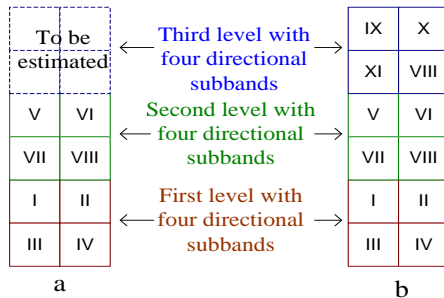 To be
estimated
V VI
VII VIII
I II
III IV
a
Third level with
four directional
subbands
Second level with
four directional
subbands
First level with
four directional
subbands
IX X
XI VIII
V VI
VII VIII
I II
III IV
b